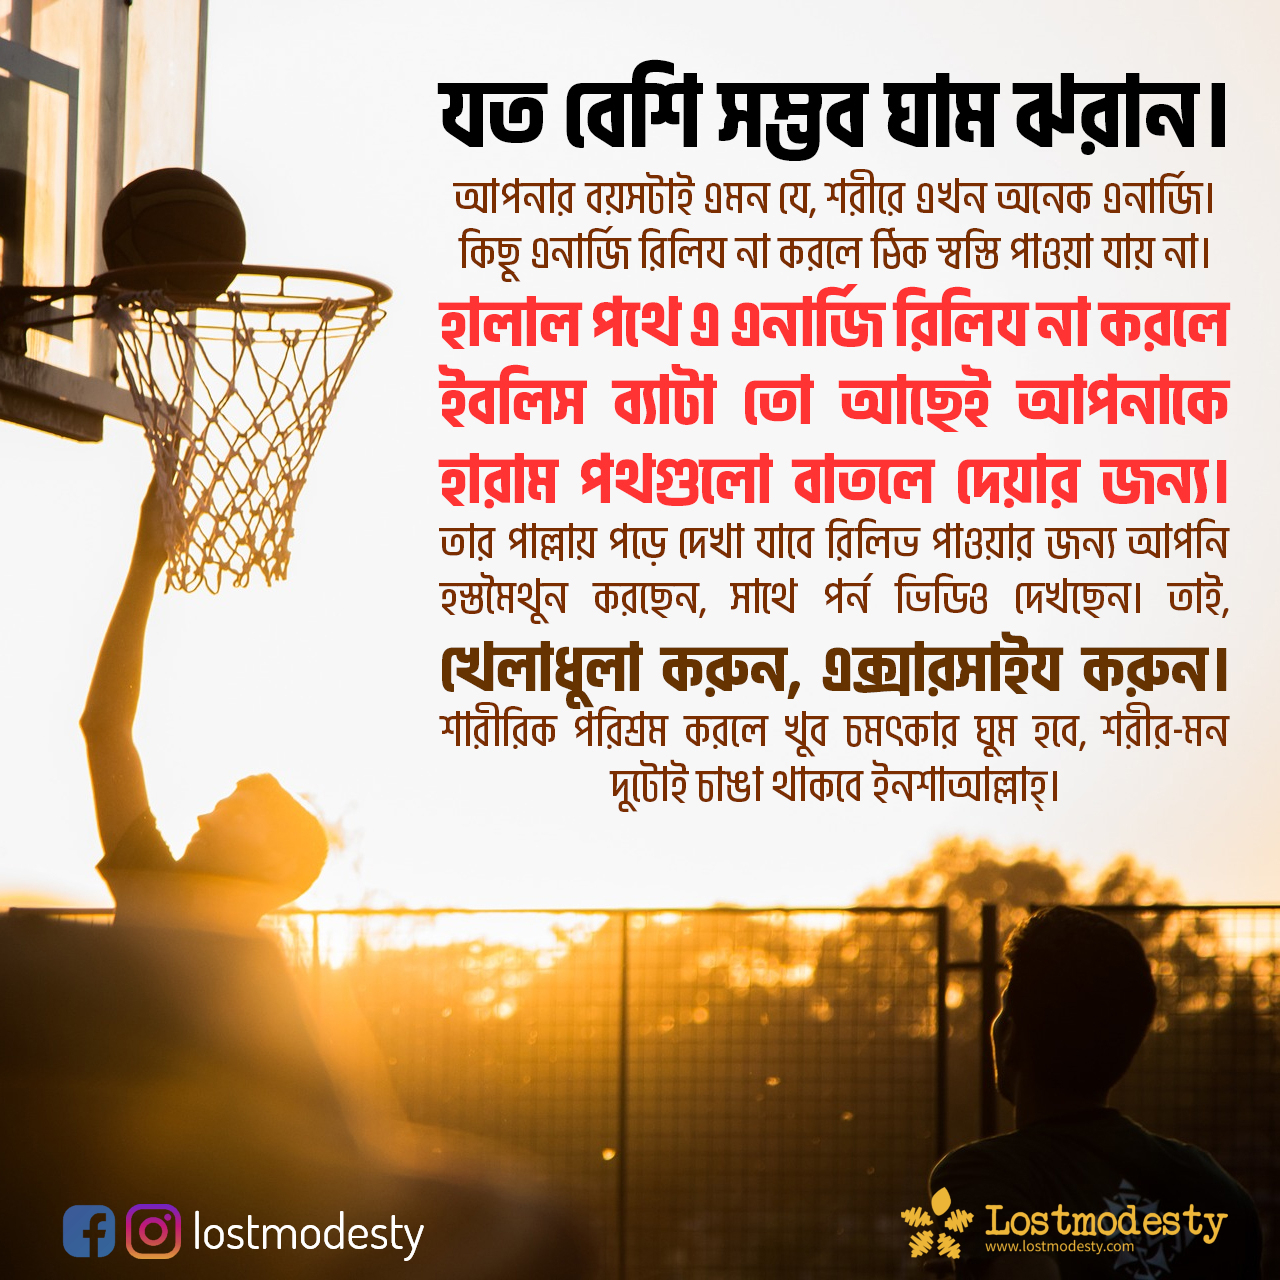 যত বেশি সম্ভব ঘাম ঝরান।
আপনার বয়সটাই এমন যে, শরীরে এখন অনেক এনার্জি।
কিছু এনার্জি রিলিয না করলে ঠিক স্বস্তি পাওয়া যায় না।
হালাল পথে এ এনার্জি রিলিয না করলে
ইবলিস ব্যাটা তো আছেই আপনাকে
হারাম পথগুলো বাতলে দেয়ার জন্য।
তার পাল্লায় পড়ে দেখা যাবে রিলিভ পাওয়ার জন্য আপনি
হস্তমৈথুন করছেন, সাথে পর্ন ভিডিও দেখছেন। তাই,
খেলাধুলা করুন, এক্সারসাইয করুন।
শারীরিক পরিশ্রম করলে খুব চমৎকার ঘুম হবে, শরীর-মন
দুটোই চাঙা থাকবে ইনশাআল্লাহ্।
lostmodesty
Lostmodesty
www.lostmodesty.com